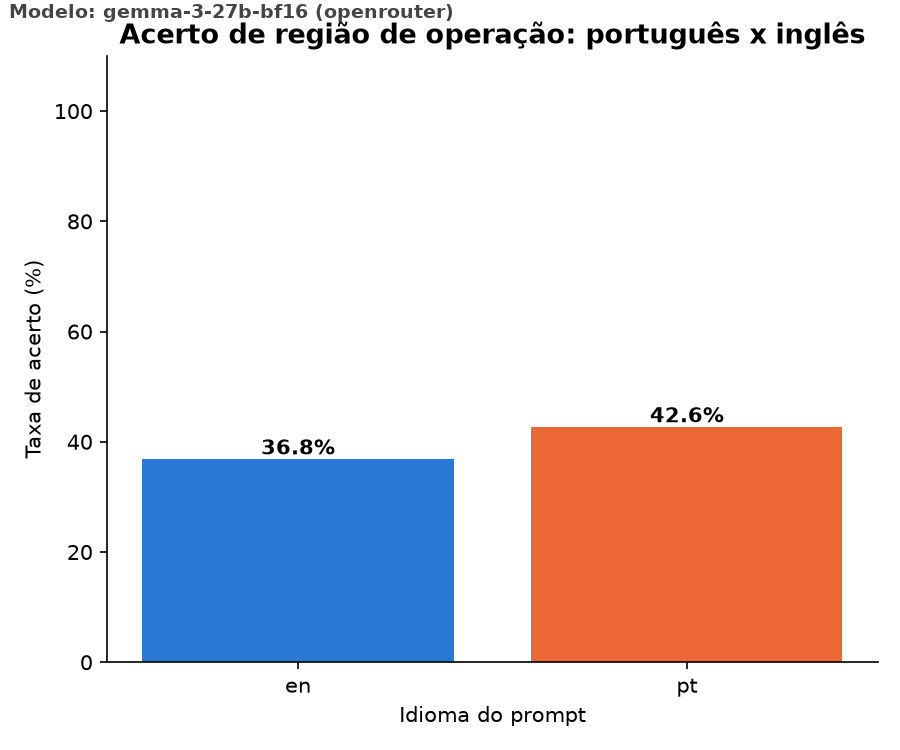 Modelo: gemma-3-27b-bf16 (openrouter)
Acerto de região de operação: português x inglês
Taxa de acerto (%)
100
80
60
40
20
0
36.8%
42.6%
en
pt
Idioma do prompt